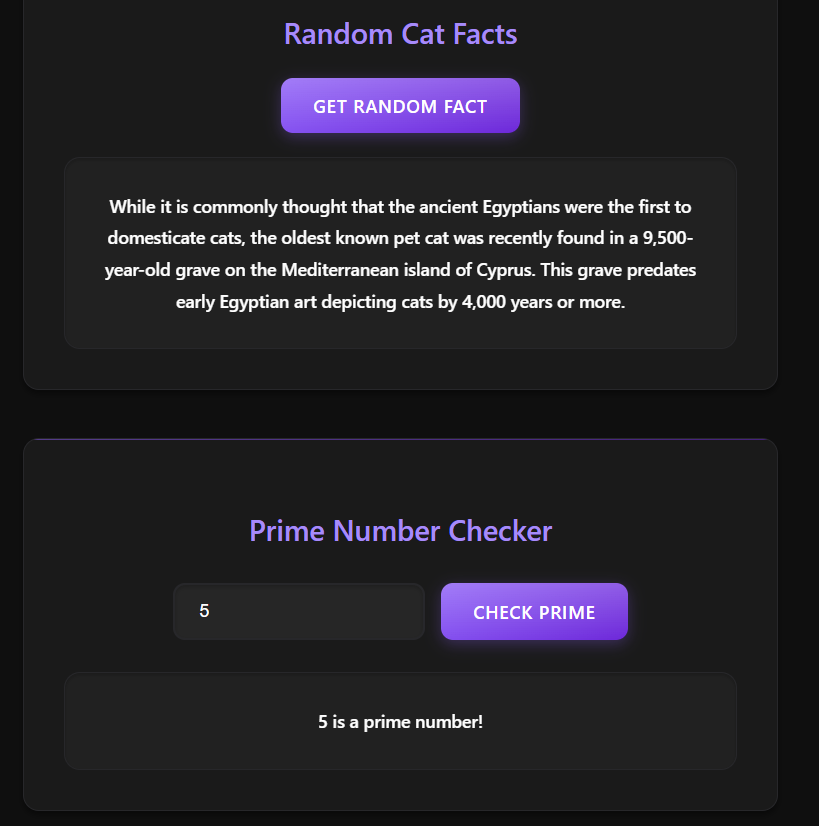 Random Cat Facts
GET RANDOM FACT
While it is commonly thought that the ancient Egyptians were the first to
domesticate cats, the oldest known pet cat was recently found in a 9,500-
year-old grave on the Mediterranean island of Cyprus. This grave predates
early Egyptian art depicting cats by 4,000 years or more.
Prime Number Checker
5
CHECK PRIME
5 is a prime number!